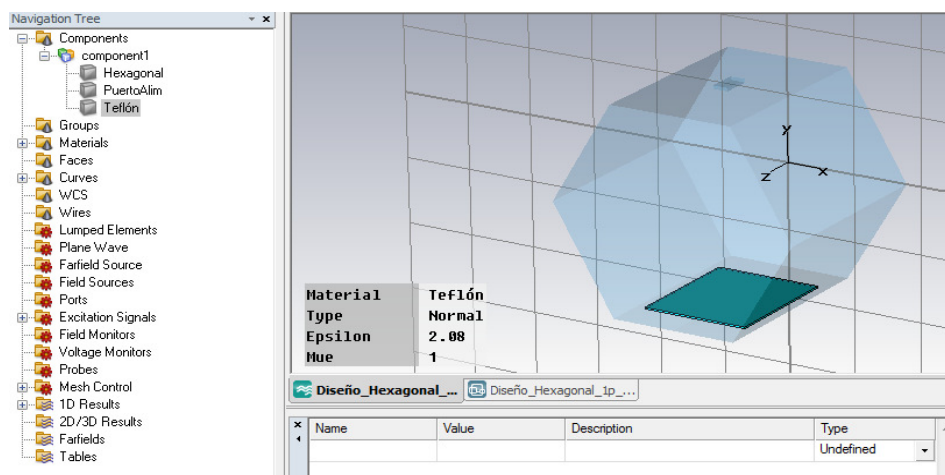 Navigation Tree
Components
component1
Hexagonal
PuertoAlim
Teflón
Groups
Materials
Faces
Curves
WCS
Wires
Lumped Elements
Plane Wave
Farfield Source
Field Sources
Ports
Excitation Signals
Field Monitors
Voltage Monitors
Probes
Mesh Control
1D Results
2D/3D Results
Farfields
Tables
y
x
z
Material Teflón
Type Normal
Epsilon 2.08
Mue 1
Diseño_Hexagonal_... Diseño_Hexagonal_1p_...
Name Value Description Type
Undefined